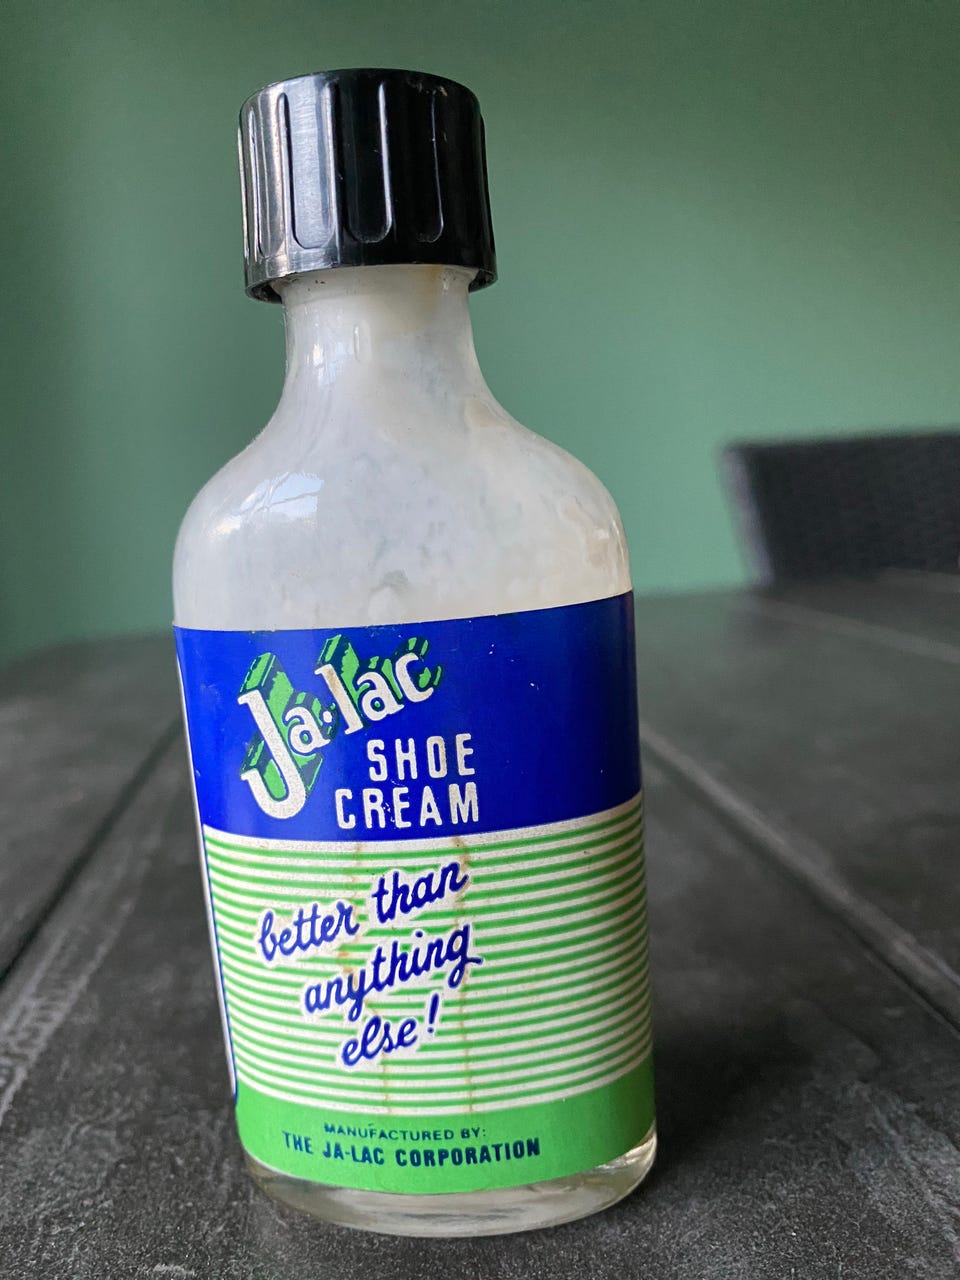 Ja·lac
SHOE
CREAM
better than
anything
else!
MANUFACTURED BY:
THE JA-LAC CORPORATION